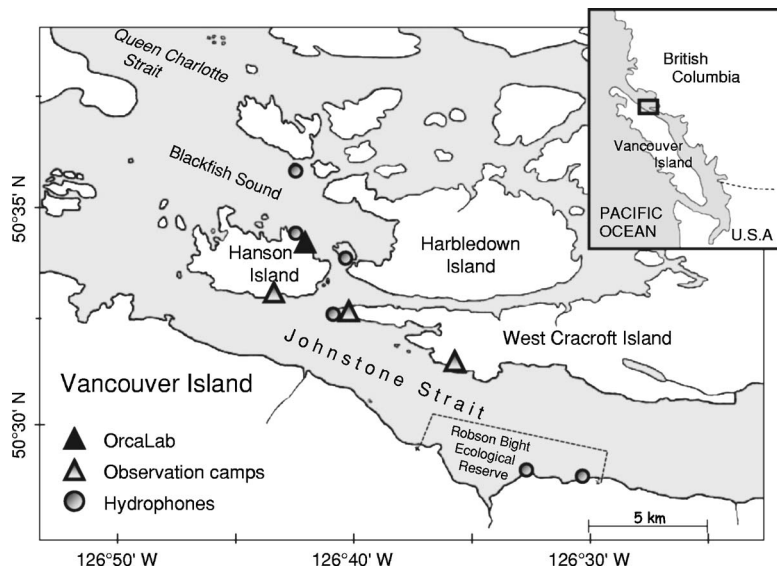 Queen Charlotte
Strait
British
Columbia
Vancouver
Island
PACIFIC
OCEAN
U.S.A
Blackfish Sound
50°35' N
Hanson
Island
Harbledown
Island
West Cracroft Island
Johnstone Strait
Vancouver Island
50°30' N
OrcaLab
Observation camps
Hydrophones
Robson Bight
Ecological
Reserve
5 km
126°50' W
126°40' W
126°30' W